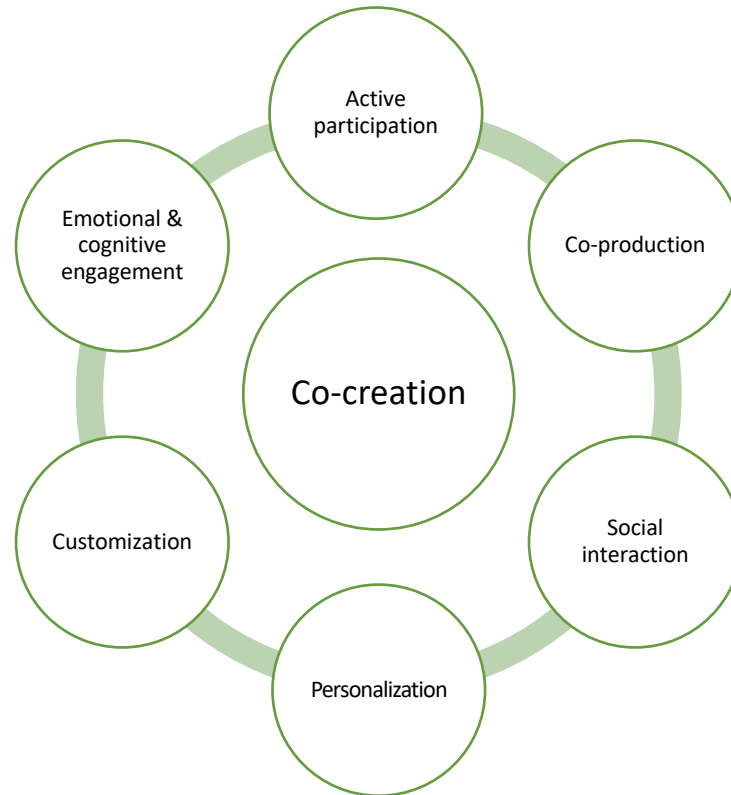 Active
participation
Emotional &
cognitive
engagement
Co-production
Co-creation
Customization
Social
interaction
Personalization